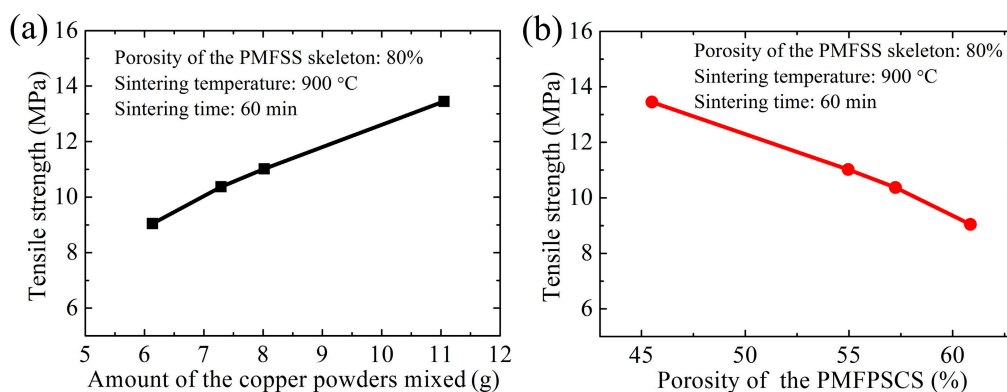 (a)
Porosity of the PMFSS skeleton: 80%
Sintering temperature: 900 °C
Sintering time: 60 min
Tensile strength (MPa)
16
14
12
10
8
6
5 6 7 8 9 10 11 12
Amount of the copper powders mixed (g)
(b)
Porosity of the PMFSS skeleton: 80%
Sintering temperature: 900 °C
Sintering time: 60 min
Tensile strength (MPa)
16
14
12
10
8
6
45 50 55 60
Porosity of the PMFPSCS (%)